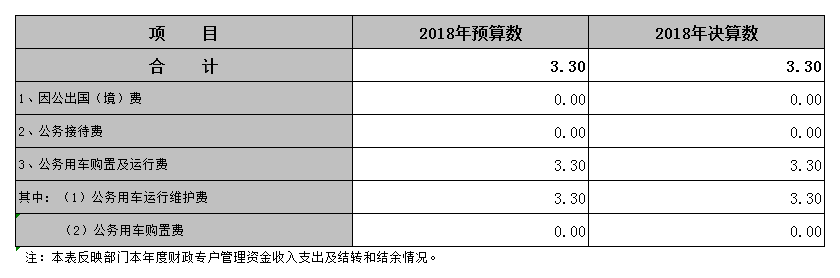 项 目 2018年预算数 2018年决算数
合 计 3.30 3.30
1、因公出国（境）费 0.00 0.00
2、公务接待费 0.00 0.00
3、公务用车购置及运行费 3.30 3.30
其中：（1）公务用车运行维护费 3.30 3.30
（2）公务用车购置费 0.00 0.00
注：本表反映部门本年度财政专户管理资金收入支出及结转和结余情况。